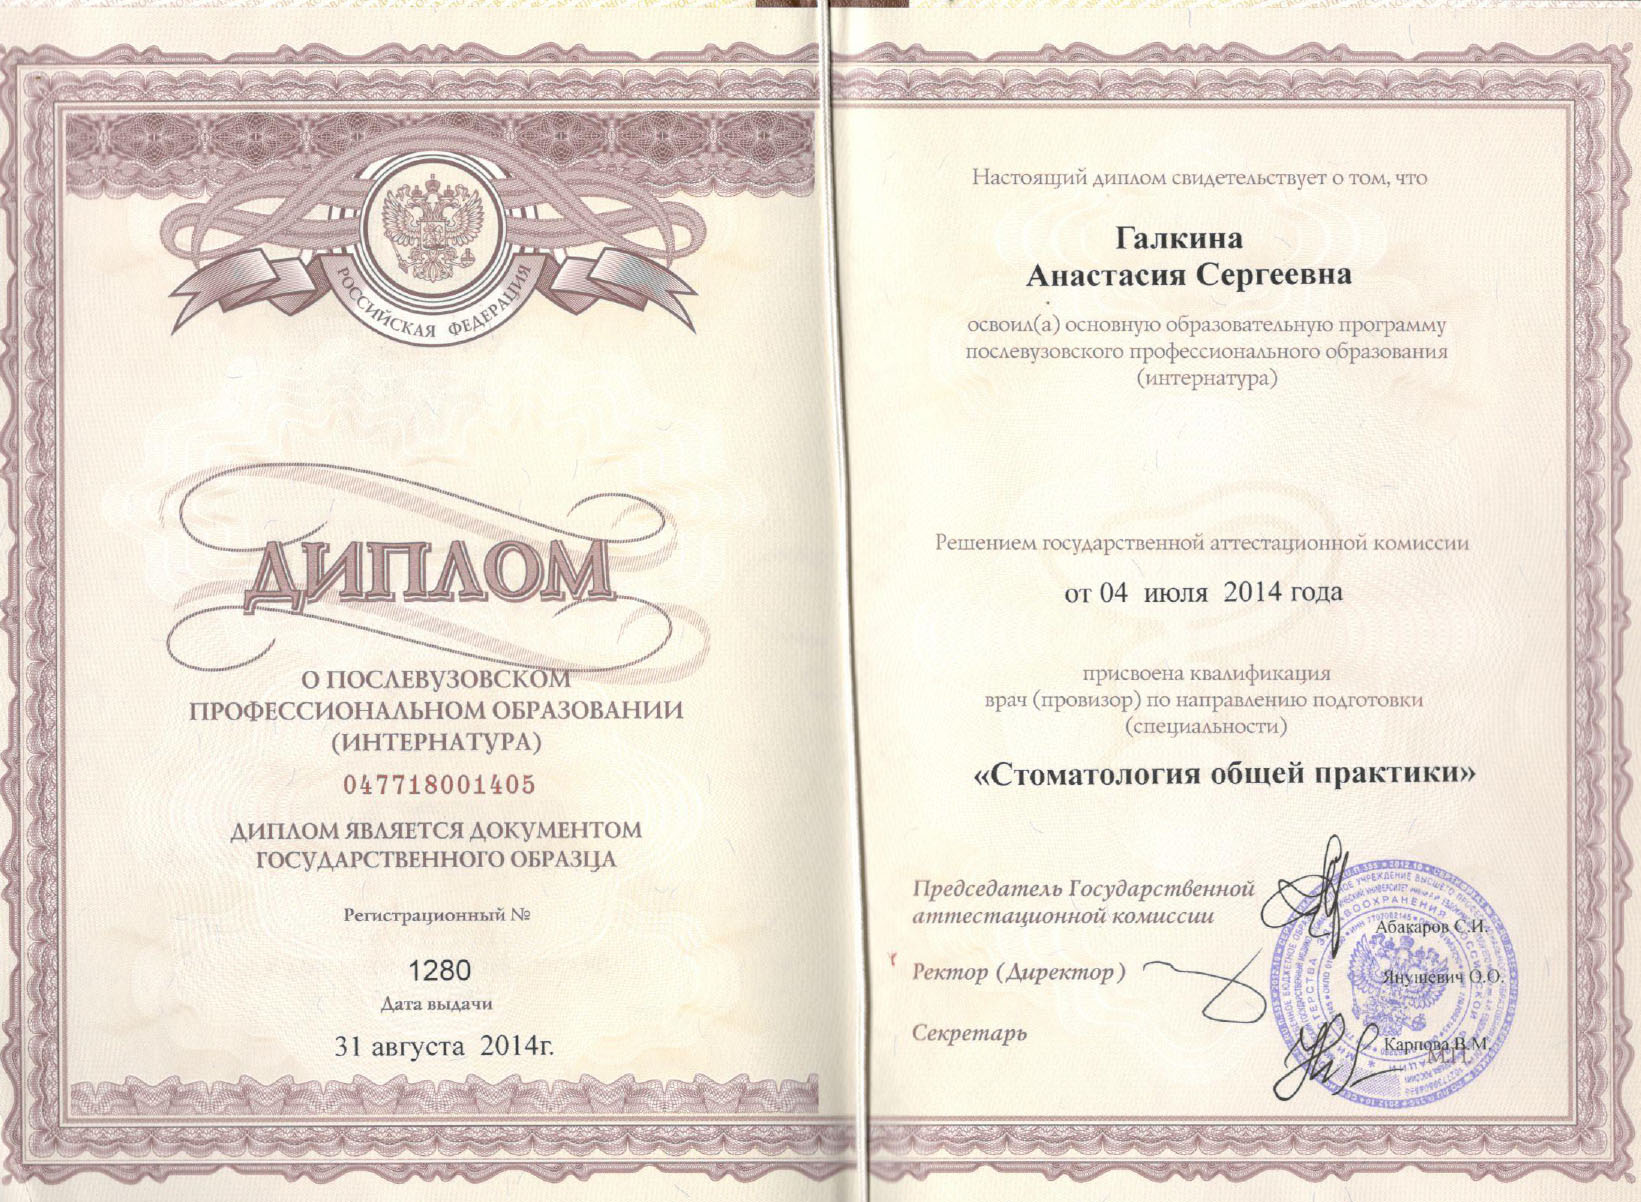 РОССИЙСКАЯ ФЕДЕРАЦИЯ
ДИПЛОМ
О ПОСЛЕВУЗОВСКОМ
ПРОФЕССИОНАЛЬНОМ ОБРАЗОВАНИИ
(ИНТЕРНАТУРА)
047718001405
ДИПЛОМ ЯВЛЯЕТСЯ ДОКУМЕНТОМ
ГОСУДАРСТВЕННОГО ОБРАЗЦА
Регистрационный №
1280
Дата выдачи
31 августа 2014г.
Настоящий диплом свидетельствует о том, что
Галкина
Анастасия Сергеевна
освоил(а) основную образовательную программу
послевузовского профессионального образования
(интернатура)
Решением государственной аттестационной комиссии
от 04 июля 2014 года
присвоена квалификация
врач (провизор) по направлению подготовки
(специальности)
«Стоматология общей практики»
Председатель Государственной
аттестационной комиссии
Абакаров С.И.
Ректор (Директор)
Янушевич О.О.
Секретарь
Карпова В.М.
М.П.